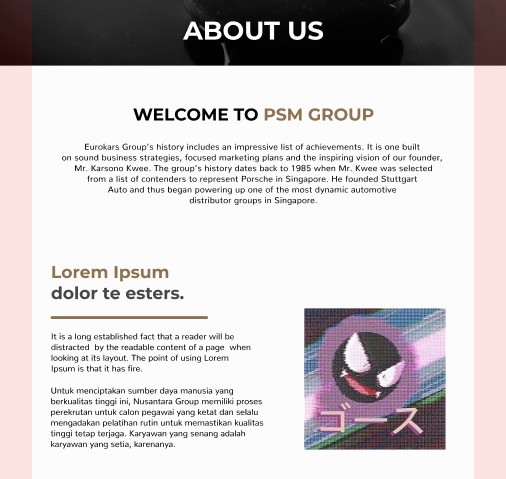 ABOUT US
WELCOME TO PSM GROUP
Eurokars Group's history includes an impressive list of achievements. It is one built
on sound business strategies, focused marketing plans and the inspiring vision of our founder,
Mr. Karsono Kwee. The group's history dates back to 1985 when Mr. Kwee was selected
from a list of contenders to represent Porsche in Singapore. He founded Stuttgart
Auto and thus began powering up one of the most dynamic automotive
distributor groups in Singapore.
Lorem Ipsum
dolor te esters.
It is a long established fact that a reader will be
distracted by the readable content of a page when
looking at its layout. The point of using Lorem
Ipsum is that it has fire.
Untuk menciptakan sumber daya manusia yang
berkualitas tinggi ini, Nusantara Group memiliki proses
perekrutan untuk calon pegawai yang ketat dan selalu
mengadakan pelatihan rutin untuk memastikan kualitas
tinggi tetap terjaga. Karyawan yang senang adalah
karyawan yang setia, karenanya.
ゴース